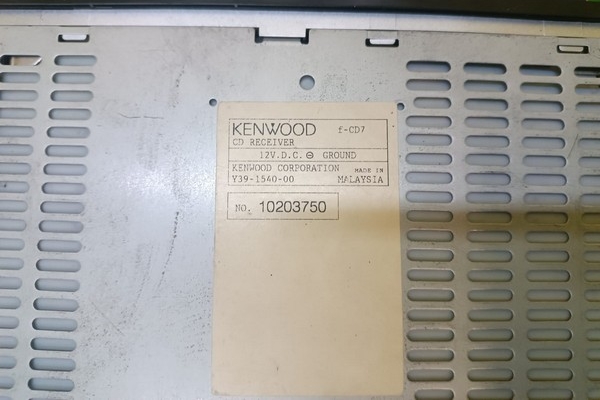 KENWOOD f-CD7
CD RECEIVER
12V.D.C. ⊖ GROUND
KENWOOD CORPORATION MADE IN
Y39-1540-00 MALAYSIA
NO. 10203750